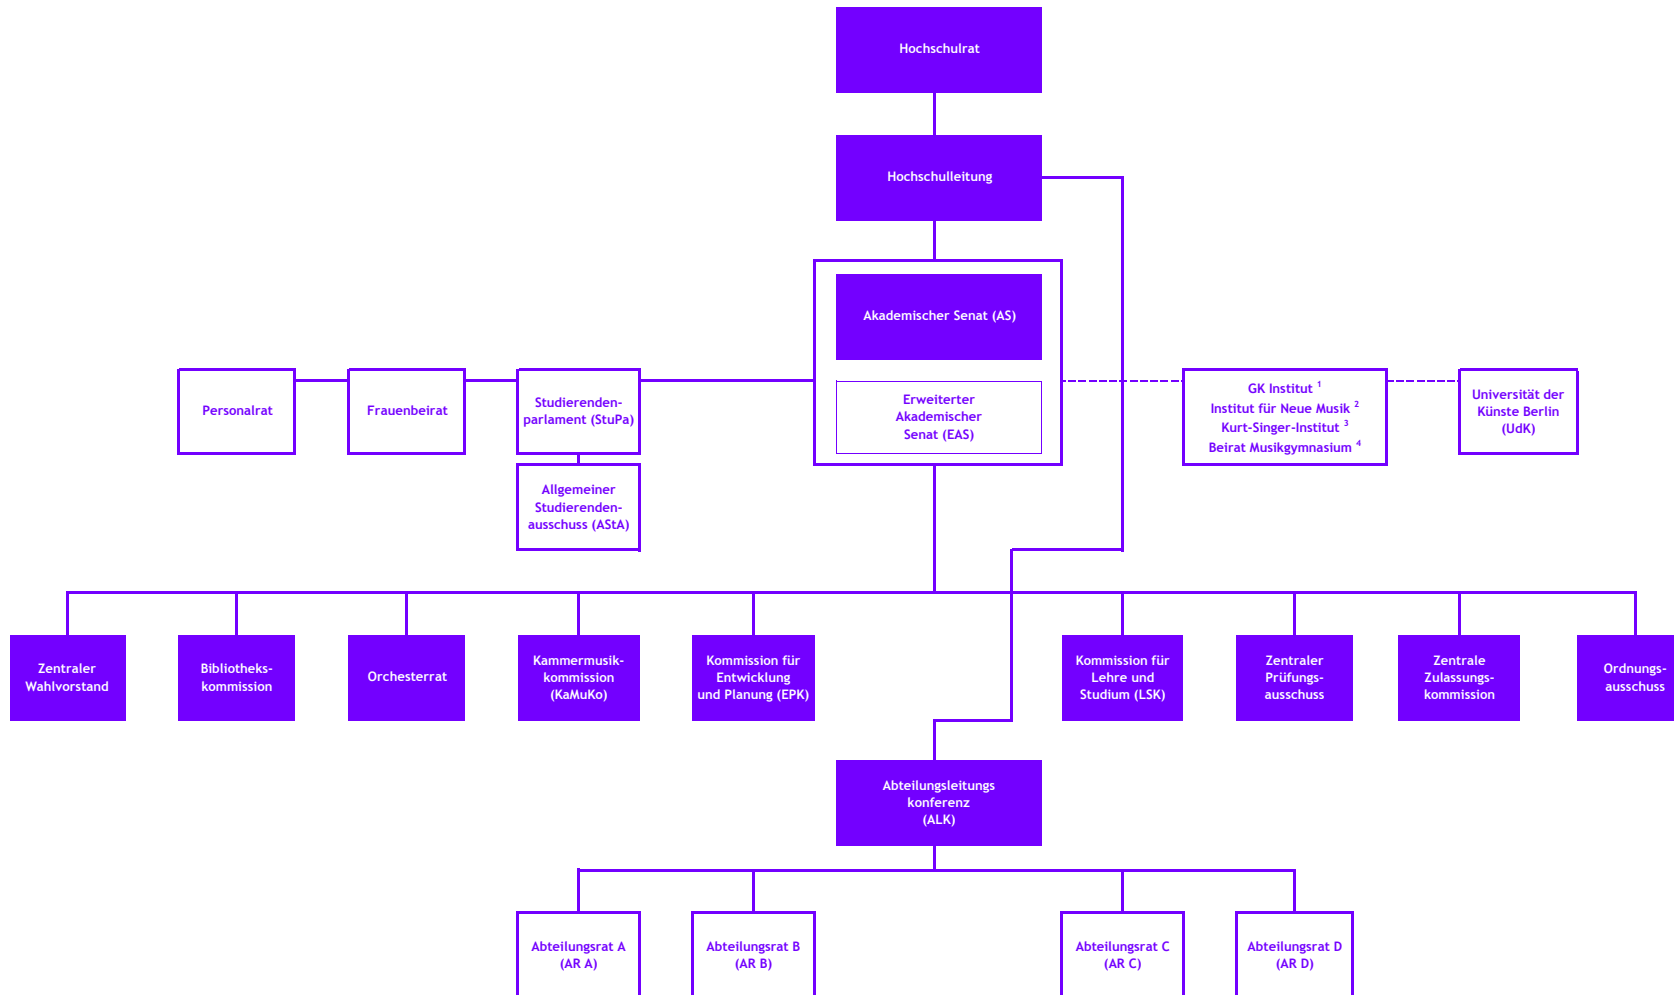 Hochschulrat
Hochschulleitung
Akademischer Senat (AS)
Erweiterter
Akademischer
Senat (EAS)
Personalrat
Frauenbeirat
Studierenden-
parlament (StuPa)
Allgemeiner
Studierenden-
ausschuss (AStA)
GK Institut ¹
Institut für Neue Musik ²
Kurt-Singer-Institut ³
Beirat Musikgymnasium ⁴
Universität der
Künste Berlin
(UdK)
Zentraler
Wahlvorstand
Bibliotheks-
kommission
Orchesterrat
Kammermusik-
kommission
(KaMuKo)
Kommission für
Entwicklung
und Planung (EPK)
Kommission für
Lehre und
Studium (LSK)
Zentraler
Prüfungs-
ausschuss
Zentrale
Zulassungs-
kommission
Ordnungs-
ausschuss
Abteilungsleitungs
konferenz
(ALK)
Abteilungsrat A
(AR A)
Abteilungsrat B
(AR B)
Abteilungsrat C
(AR C)
Abteilungsrat D
(AR D)